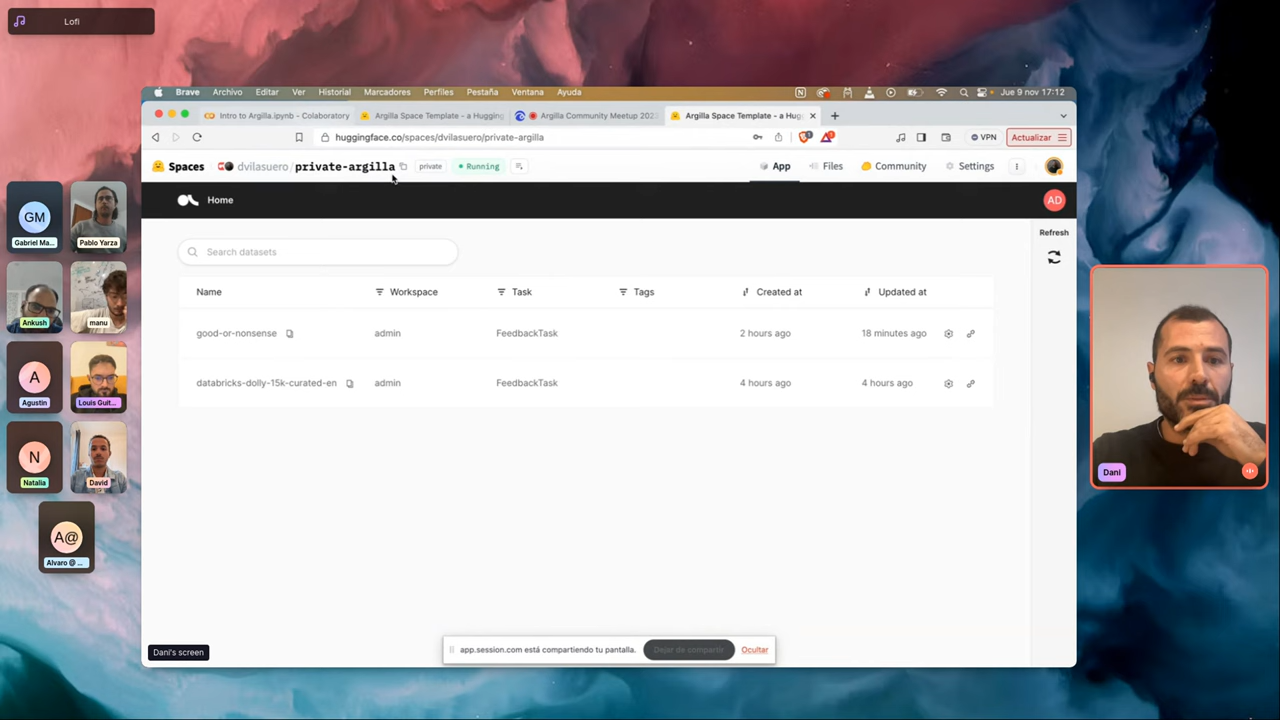 Lofi
Brave Archivo Editar Ver Historial Marcadores Perfiles Pestaña Ventana Ayuda Jue 9 nov 17:12
Intro to Argilla.ipynb - Colaboratory Argilla Space Template - a Hugging Argilla Community Meetup 202 Argilla Space Template - a Hug
huggingface.co/spaces/dvilasuero/private-argilla VPN Actualizar
Spaces dvilasuero/private-argilla private Running App Files Community Settings
Home AD
Refresh
Search datasets
Name Workspace Task Tags Created at Updated at
good-or-nonsense admin FeedbackTask 2 hours ago 18 minutes ago
databricks-dolly-15k-curated-en admin FeedbackTask 4 hours ago 4 hours ago
GM
Gabriel Ma... Pablo Yarza
Ankush manu
A
Agustin Louis Guit...
N
Natalia David
A@
Alvaro @ ...
Dani
Dani's screen
app.session.com está compartiendo tu pantalla. Dejar de compartir Ocultar